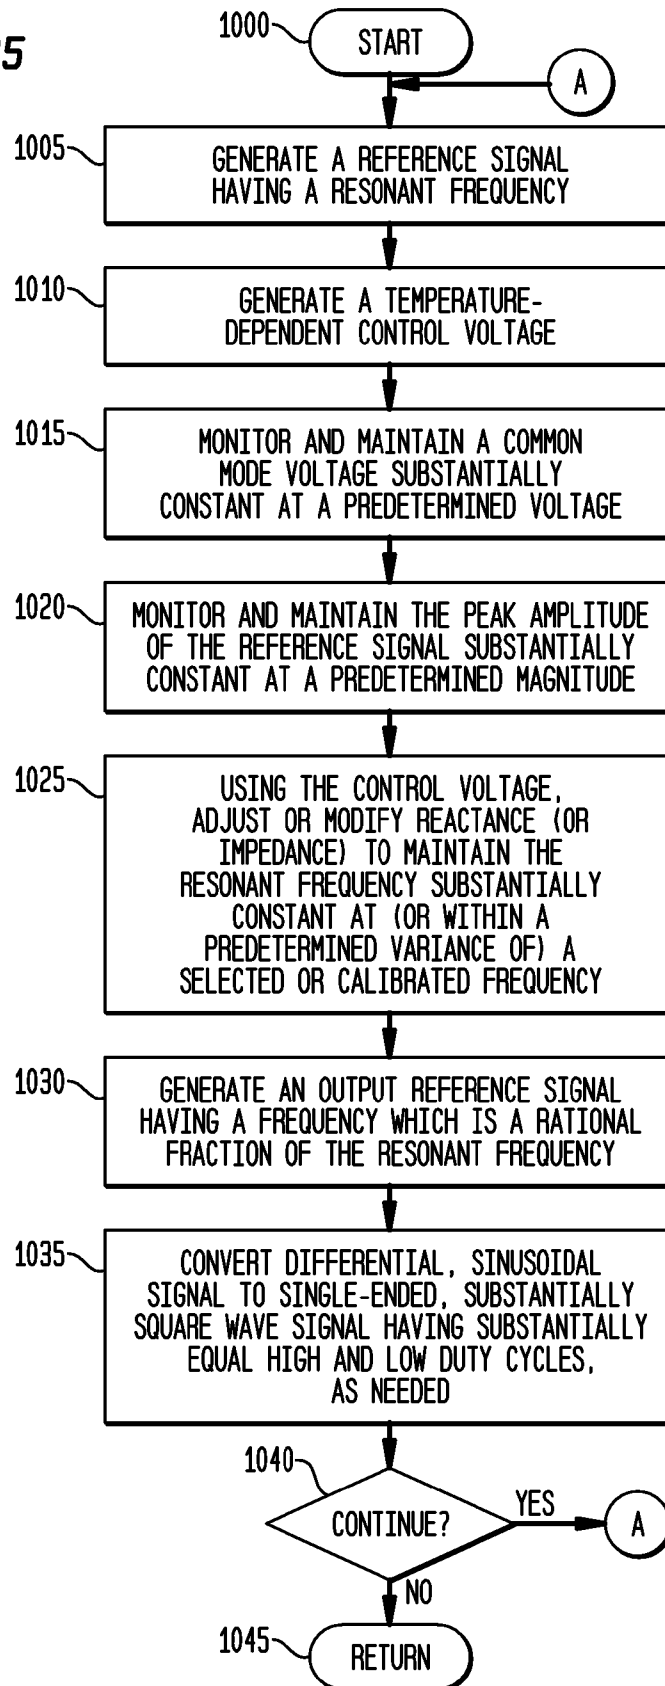 5
1000
START
A
1005
GENERATE A REFERENCE SIGNAL
HAVING A RESONANT FREQUENCY
1010
GENERATE A TEMPERATURE-
DEPENDENT CONTROL VOLTAGE
1015
MONITOR AND MAINTAIN A COMMON
MODE VOLTAGE SUBSTANTIALLY
CONSTANT AT A PREDETERMINED VOLTAGE
1020
MONITOR AND MAINTAIN THE PEAK AMPLITUDE
OF THE REFERENCE SIGNAL SUBSTANTIALLY
CONSTANT AT A PREDETERMINED MAGNITUDE
1025
USING THE CONTROL VOLTAGE,
ADJUST OR MODIFY REACTANCE (OR
IMPEDANCE) TO MAINTAIN THE
RESONANT FREQUENCY SUBSTANTIALLY
CONSTANT AT (OR WITHIN A
PREDETERMINED VARIANCE OF) A
SELECTED OR CALIBRATED FREQUENCY
1030
GENERATE AN OUTPUT REFERENCE SIGNAL
HAVING A FREQUENCY WHICH IS A RATIONAL
FRACTION OF THE RESONANT FREQUENCY
1035
CONVERT DIFFERENTIAL, SINUSOIDAL
SIGNAL TO SINGLE-ENDED, SUBSTANTIALLY
SQUARE WAVE SIGNAL HAVING SUBSTANTIALLY
EQUAL HIGH AND LOW DUTY CYCLES,
AS NEEDED
1040
CONTINUE?
YES
A
NO
1045
RETURN